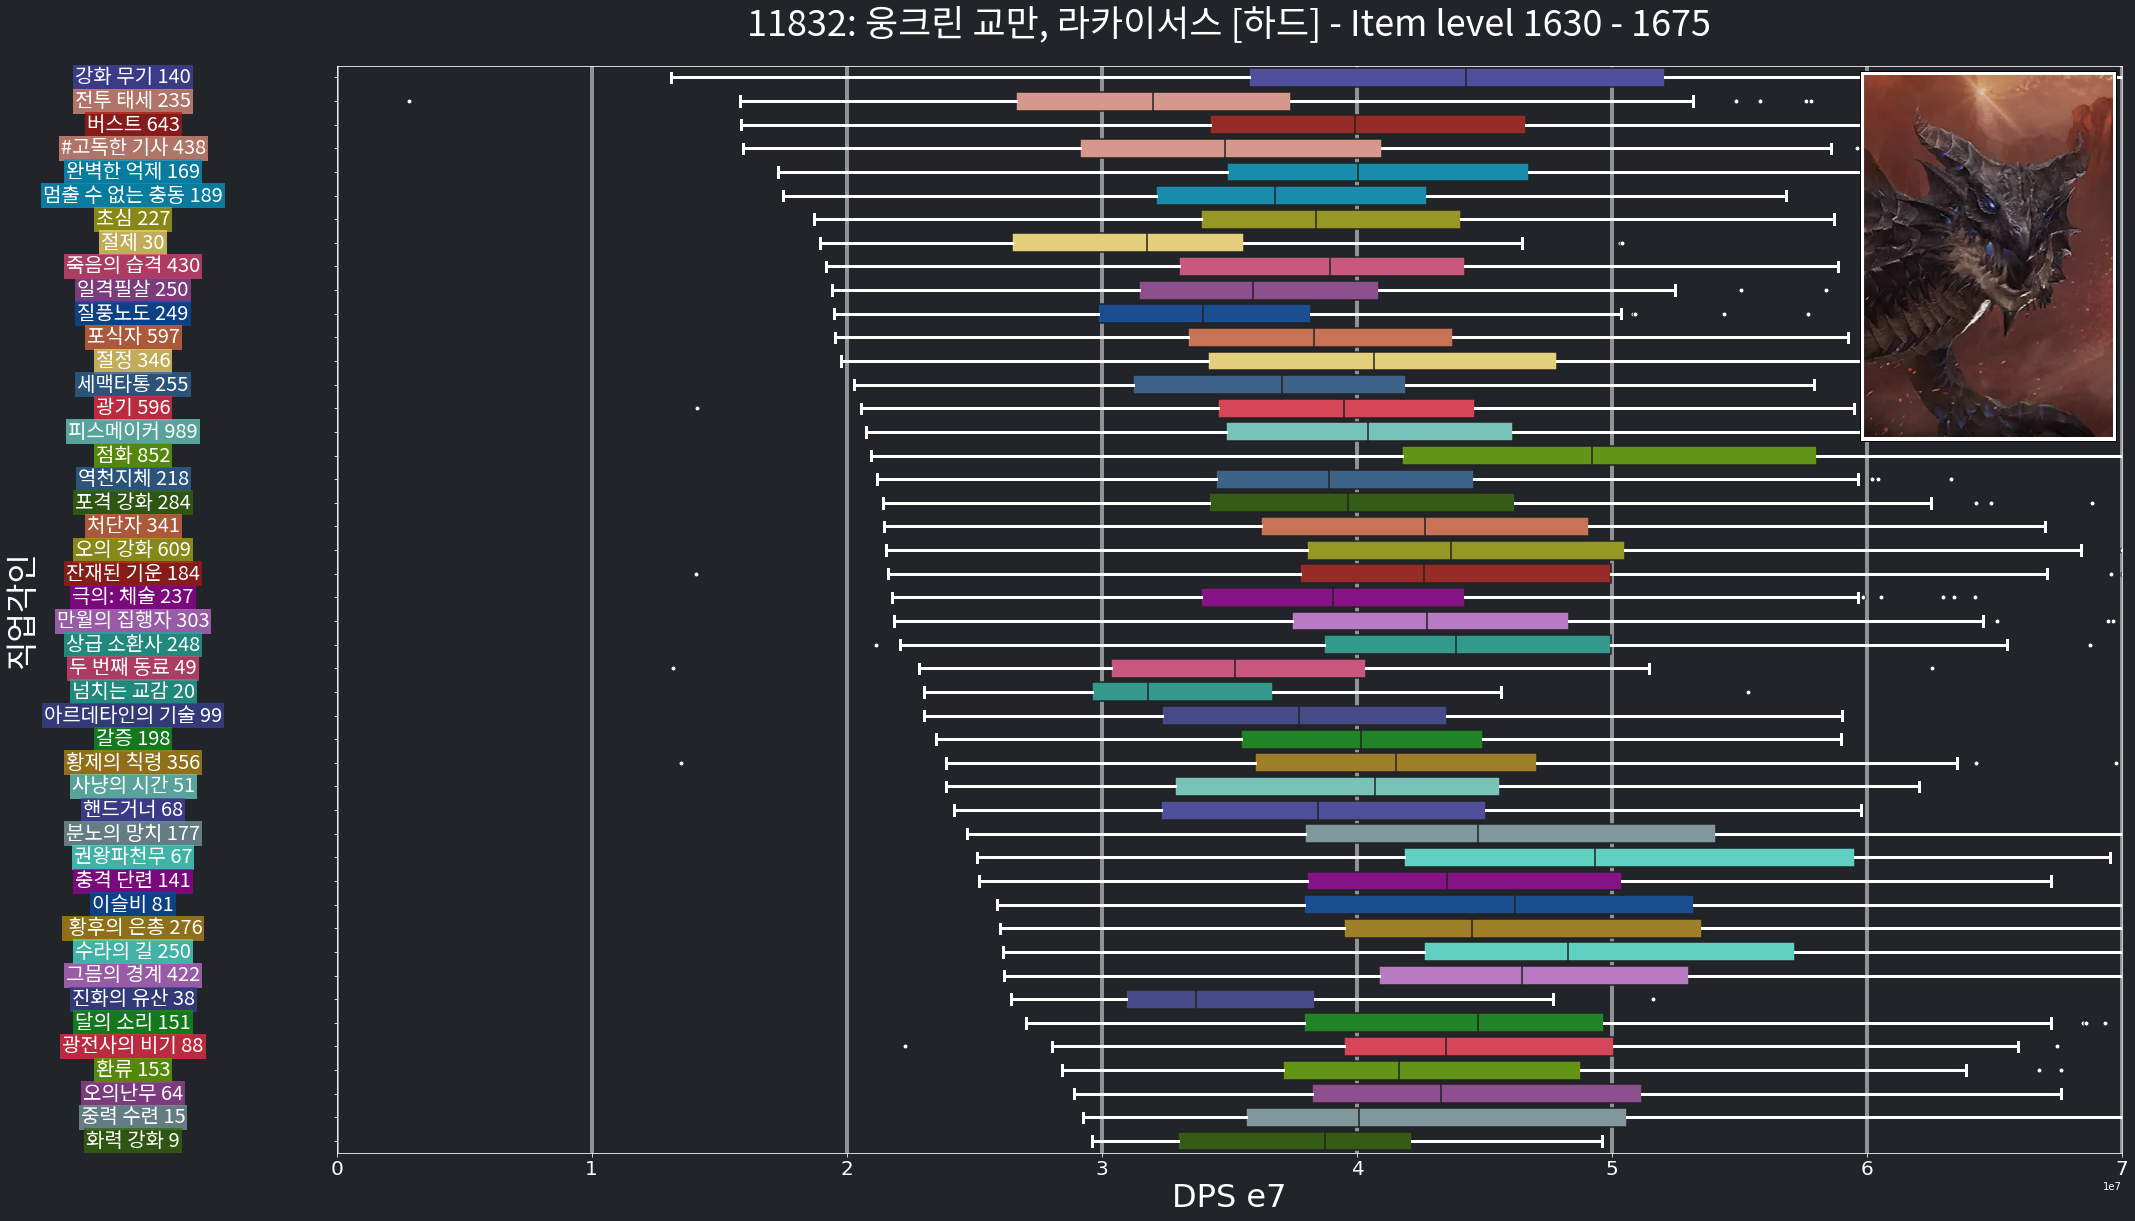 11832: 웅크린 교만, 라카이서스 [하드] - Item level 1630 - 1675
강화 무기 140
전투 태세 235
버스트 643
#고독한 기사 438
완벽한 억제 169
멈출 수 없는 충동 189
초심 227
절제 30
죽음의 습격 430
일격필살 250
질풍노도 249
포식자 597
절정 346
세맥타통 255
광기 596
피스메이커 989
점화 852
역천지체 218
포격 강화 284
처단자 341
오의 강화 609
잔재된 기운 184
극의: 체술 237
만월의 집행자 303
상급 소환사 248
두 번째 동료 49
넘치는 교감 20
아르데타인의 기술 99
갈증 198
황제의 칙령 356
사냥의 시간 51
핸드거너 68
분노의 망치 177
권왕파천무 67
충격 단련 141
이슬비 81
황후의 은총 276
수라의 길 250
그믐의 경계 422
진화의 유산 38
달의 소리 151
광전사의 비기 88
환류 153
오의난무 64
중력 수련 15
화력 강화 9
직업각인
0 1 2 3 4 5 6 7
1e7
DPS e7